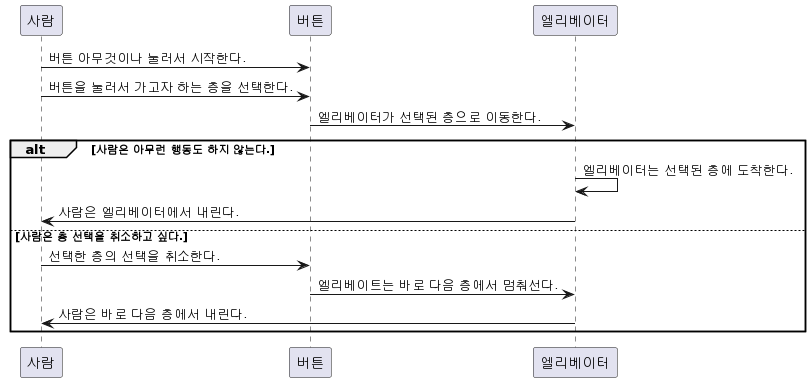 사람 버튼 엘리베이터
버튼 아무것이나 눌러서 시작한다.
버튼을 눌러서 가고자 하는 층을 선택한다.
엘리베이터가 선택된 층으로 이동한다.
alt [사람은 아무런 행동도 하지 않는다.]
엘리베이터는 선택된 층에 도착한다.
사람은 엘리베이터에서 내린다.
[사람은 층 선택을 취소하고 싶다.]
선택한 층의 선택을 취소한다.
엘리베이트는 바로 다음 층에서 멈춰선다.
사람은 바로 다음 층에서 내린다.
사람 버튼 엘리베이터